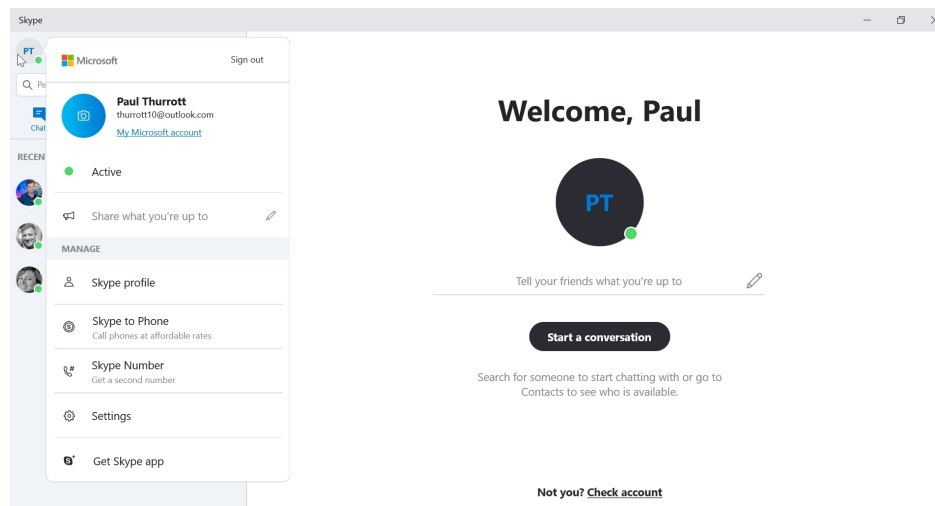 Skype
PT
Microsoft
Sign out
Pe
Paul Thurrott
thurrott10@outlook.com
My Microsoft account
Chat
RECEN
Active
Share what you're up to
MANAGE
Skype profile
Skype to Phone
Call phones at affordable rates
Skype Number
Get a second number
Settings
Get Skype app
Welcome, Paul
PT
Tell your friends what you're up to
Start a conversation
Search for someone to start chatting with or go to
Contacts to see who is available.
Not you? Check account